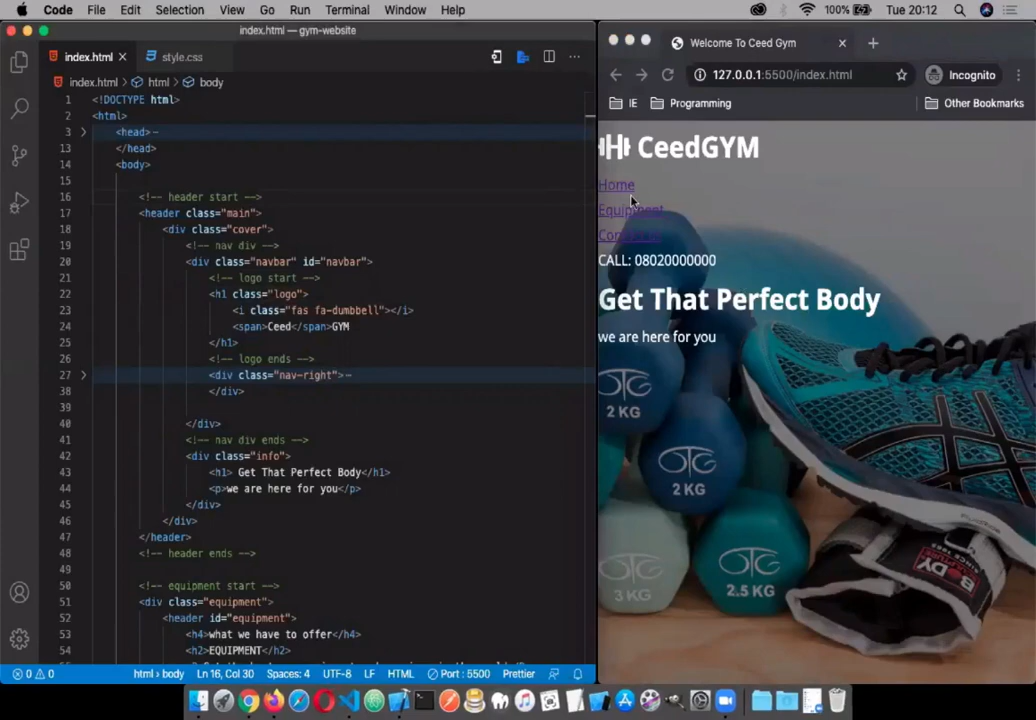 Code File Edit Selection View Go Run Terminal Window Help 100% Tue 20:12
index.html — gym-website
index.html
style.css
index.html > html > body
1 <!DOCTYPE html>
2 <html>
3 <head>
13 </head>
14 <body>
15
16 <!-- header start -->
17 <header class="main">
18 <div class="cover">
19 <!-- nav div -->
20 <div class="navbar" id="navbar">
21 <!-- logo start -->
22 <h1 class="logo">
23 <i class="fas fa-dumbbell"></i>
24 <span>Ceed</span>GYM
25 </h1>
26 <!-- logo ends -->
27 <div class="nav-right">
38 </div>
39
40 </div>
41 <!-- nav div ends -->
42 <div class="info">
43 <h1> Get That Perfect Body</h1>
44 <p>we are here for you</p>
45 </div>
46 </div>
47 </header>
48 <!-- header ends -->
49
50 <!-- equipment start -->
51 <div class="equipment">
52 <header id="equipment">
53 <h4>what we have to offer</h4>
54 <h2>EQUIPMENT</h2>
0 0 html > body Ln 16, Col 30 Spaces: 4 UTF-8 LF HTML Port : 5500 Prettier
Welcome To Ceed Gym
127.0.0.1:5500/index.html
Incognito
IE
Programming
Other Bookmarks
CeedGYM
Home
Equipment
CALL: 08020000000
Get That Perfect Body
we are here for you
2 KG
2 KG
3 KG
2.5 KG
BODY